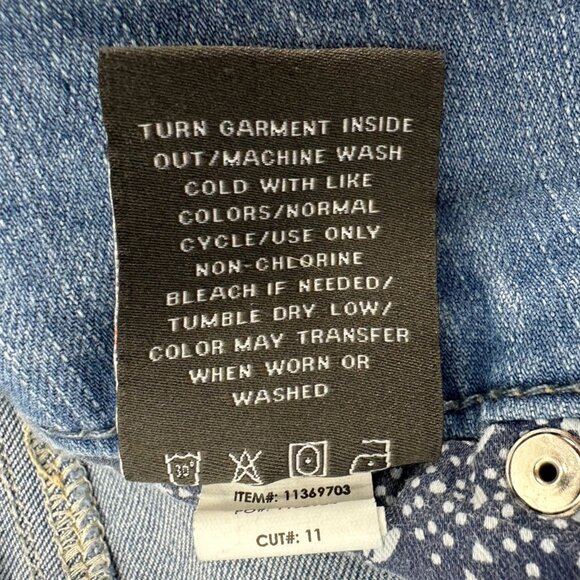 TURN GARMENT INSIDE
OUT/MACHINE WASH
COLD WITH LIKE
COLORS/NORMAL
CYCLE/USE ONLY
NON-CHLORINE
BLEACH IF NEEDED/
TUMBLE DRY LOW/
COLOR MAY TRANSFER
WHEN WORN OR
WASHED
30°
ITEM#: 11369703
CUT#: 11